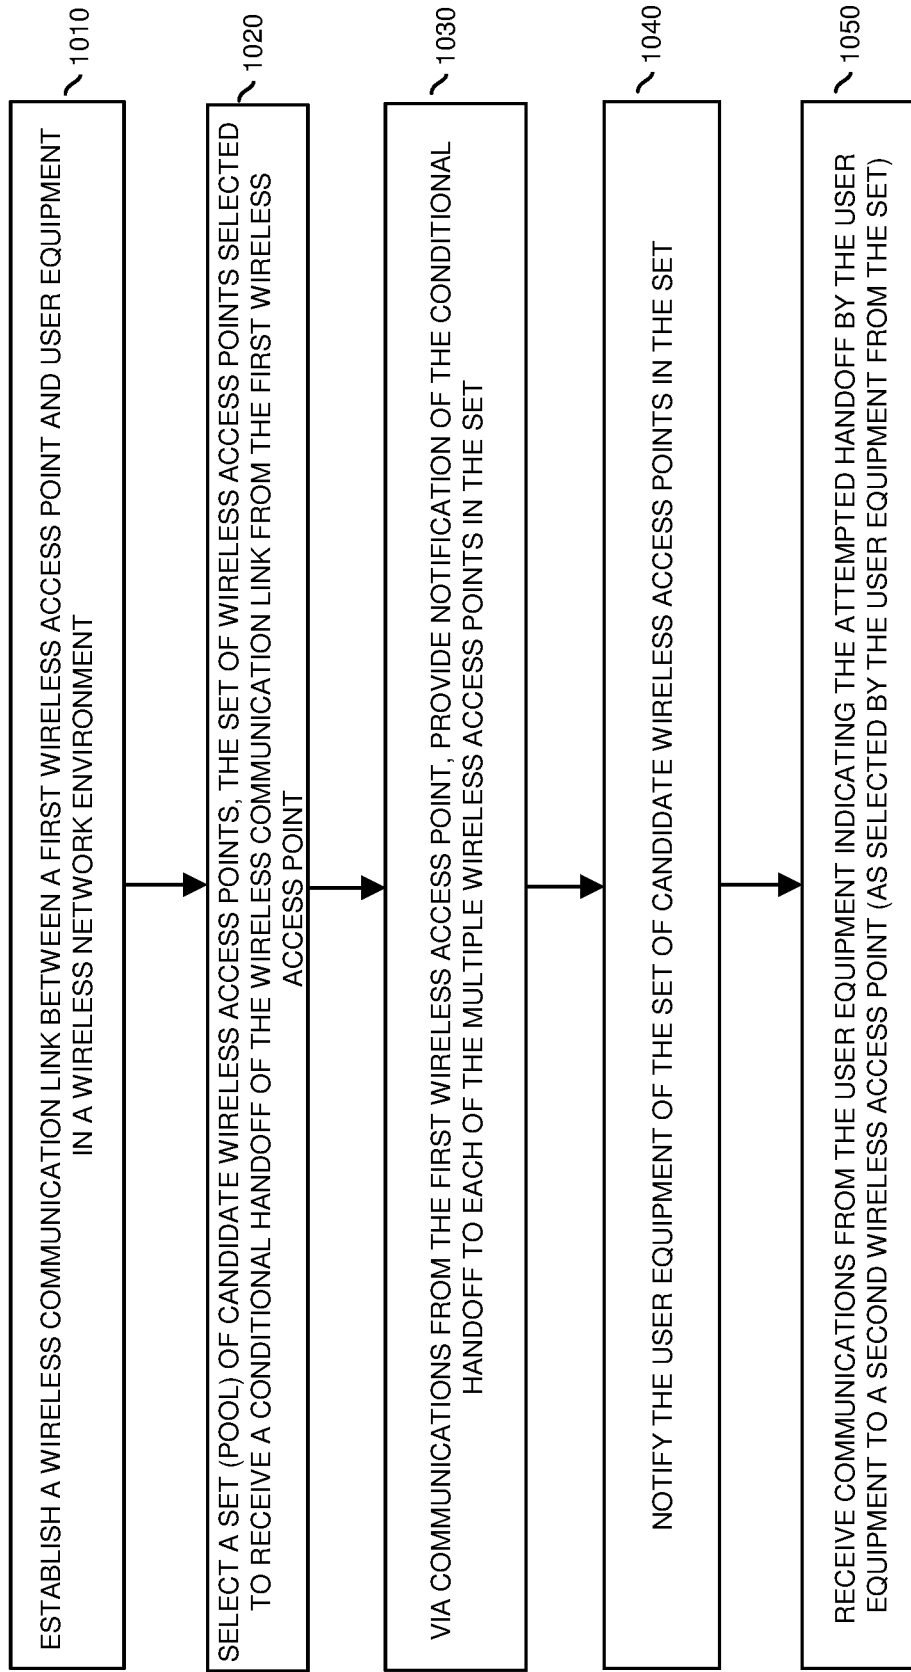 ESTABLISH A WIRELESS COMMUNICATION LINK BETWEEN A FIRST WIRELESS ACCESS POINT AND USER EQUIPMENT
IN A WIRELESS NETWORK ENVIRONMENT
1010
SELECT A SET (POOL) OF CANDIDATE WIRELESS ACCESS POINTS, THE SET OF WIRELESS ACCESS POINTS SELECTED
TO RECEIVE A CONDITIONAL HANDOFF OF THE WIRELESS COMMUNICATION LINK FROM THE FIRST WIRELESS
ACCESS POINT
1020
VIA COMMUNICATIONS FROM THE FIRST WIRELESS ACCESS POINT, PROVIDE NOTIFICATION OF THE CONDITIONAL
HANDOFF TO EACH OF THE MULTIPLE WIRELESS ACCESS POINTS IN THE SET
1030
NOTIFY THE USER EQUIPMENT OF THE SET OF CANDIDATE WIRELESS ACCESS POINTS IN THE SET
1040
RECEIVE COMMUNICATIONS FROM THE USER EQUIPMENT INDICATING THE ATTEMPTED HANDOFF BY THE USER
EQUIPMENT TO A SECOND WIRELESS ACCESS POINT (AS SELECTED BY THE USER EQUIPMENT FROM THE SET)
1050